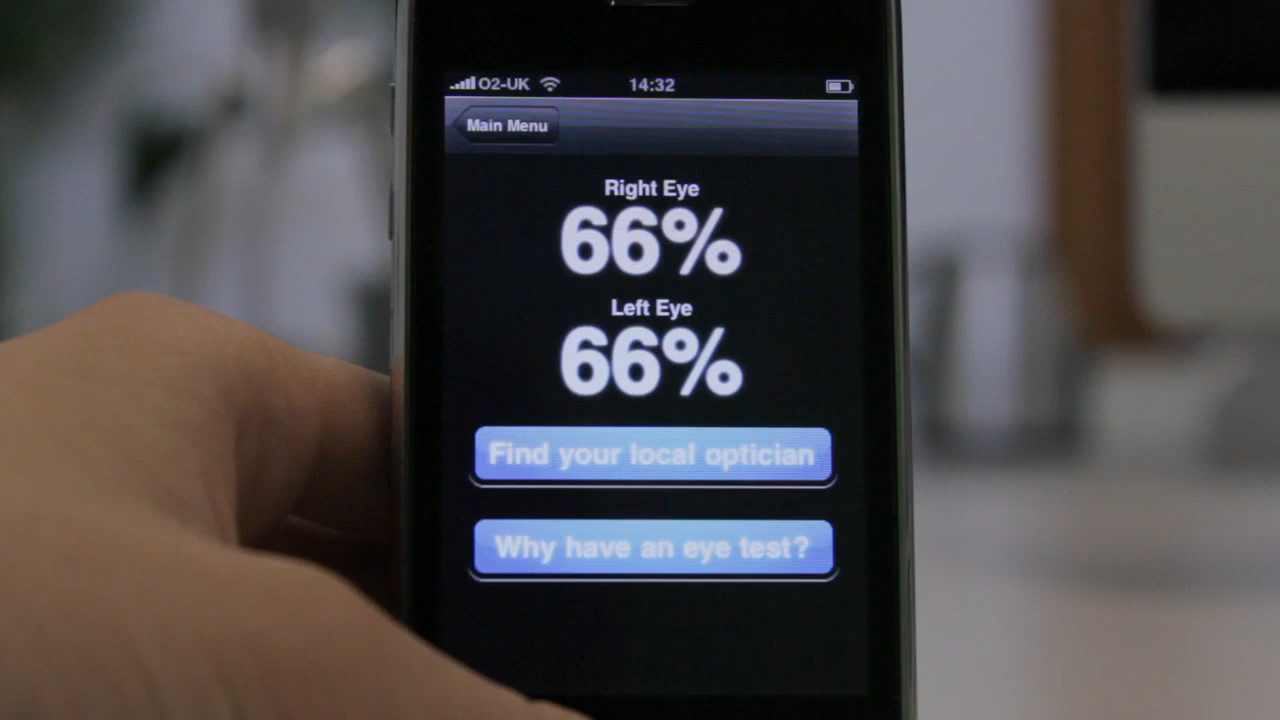 O2-UK 14:32
Main Menu
Right Eye
66%
Left Eye
66%
Find your local optician
Why have an eye test?